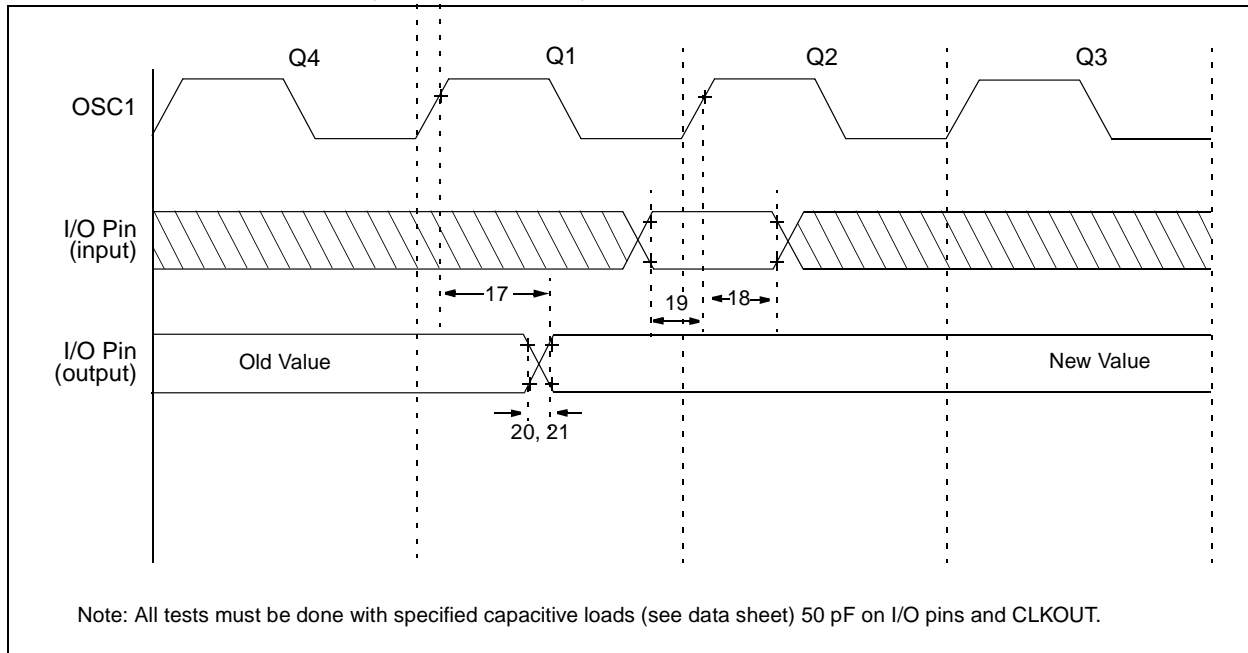 Q4 Q1 Q2 Q3
OSC1
I/O Pin
(input)
17
19
18
I/O Pin
(output)
Old Value
New Value
20, 21
Note: All tests must be done with specified capacitive loads (see data sheet) 50 pF on I/O pins and CLKOUT.